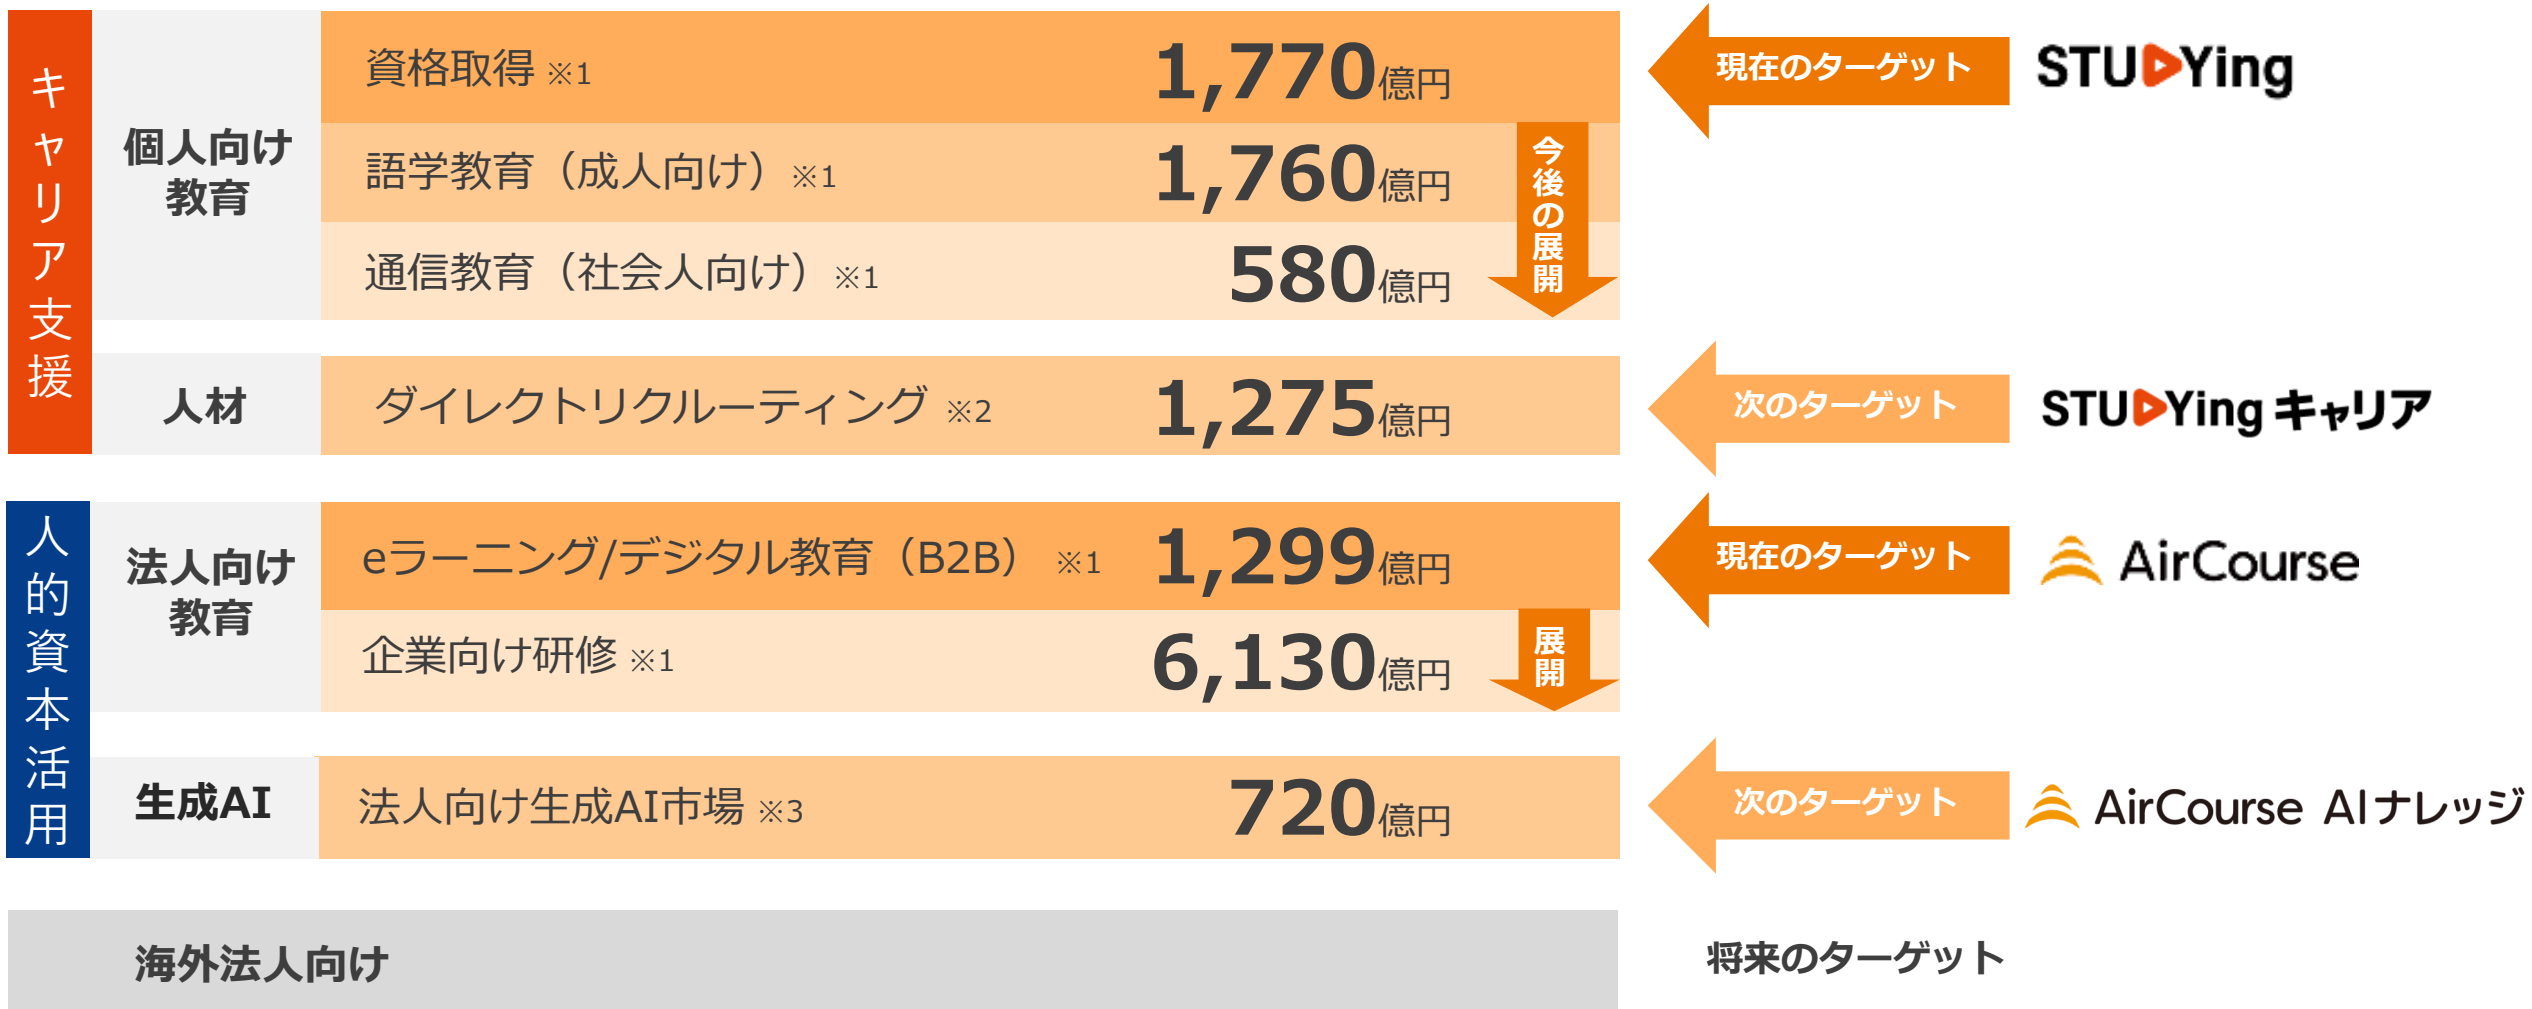 キャリア支援
個人向け
教育
資格取得 ※1
1,770億円
現在のターゲット
STUDYing
語学教育（成人向け）※1
1,760億円
今後の展開
通信教育（社会人向け）※1
580億円
人材
ダイレクトリクルーティング ※2
1,275億円
次のターゲット
STUDYing キャリア
人的資本活用
法人向け
教育
eラーニング/デジタル教育（B2B） ※1
1,299億円
現在のターゲット
AirCourse
企業向け研修 ※1
6,130億円
展開
生成AI
法人向け生成AI市場 ※3
720億円
次のターゲット
AirCourse AIナレッジ
海外法人向け
将来のターゲット